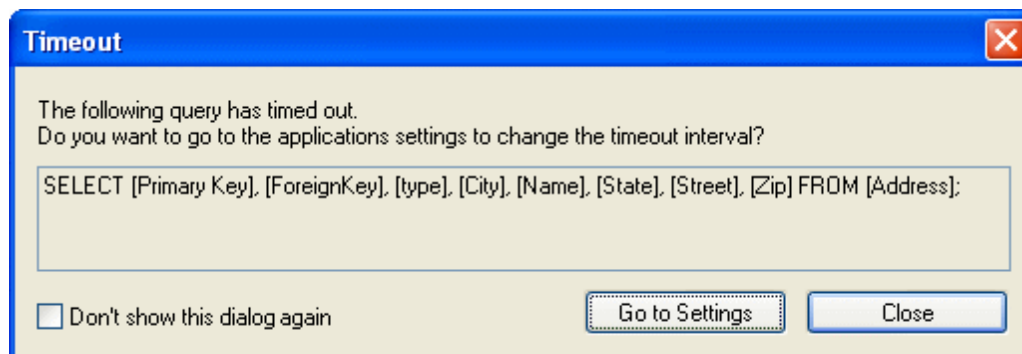 Timeout
The following query has timed out.
Do you want to go to the applications settings to change the timeout interval?
SELECT [Primary Key], [ForeignKey], [type], [City], [Name], [State], [Street], [Zip] FROM [Address];
Don't show this dialog again
Go to Settings
Close